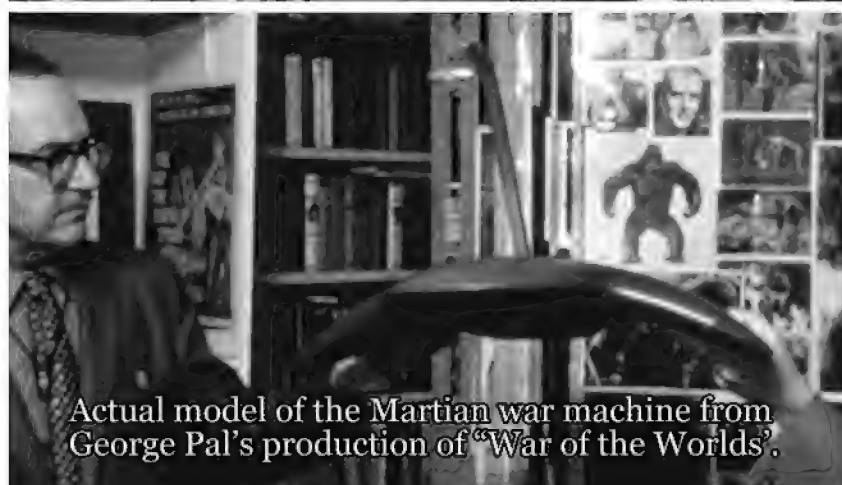 Actual model of the Martian war machine from
George Pal's production of "War of the Worlds'.